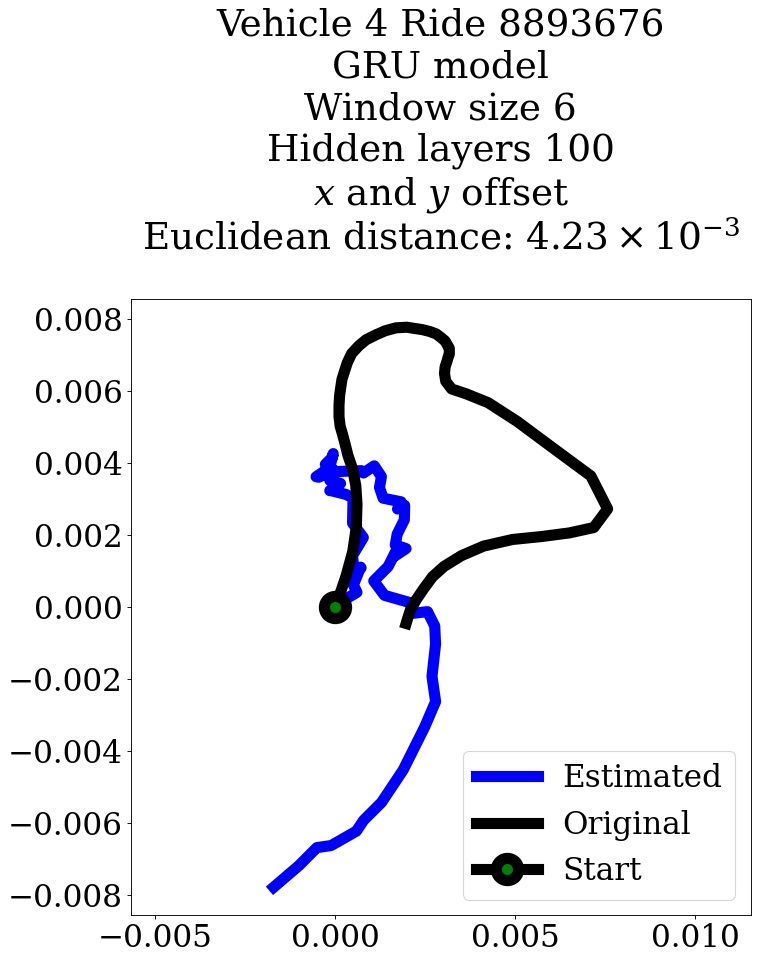 Vehicle 4 Ride 8893676
GRU model
Window size 6
Hidden layers 100
x and y offset
Euclidean distance: 4.23 × 10⁻³
0.008
0.006
0.004
0.002
0.000
−0.002
−0.004
−0.006
−0.008
Estimated
Original
Start
−0.005 0.000 0.005 0.010